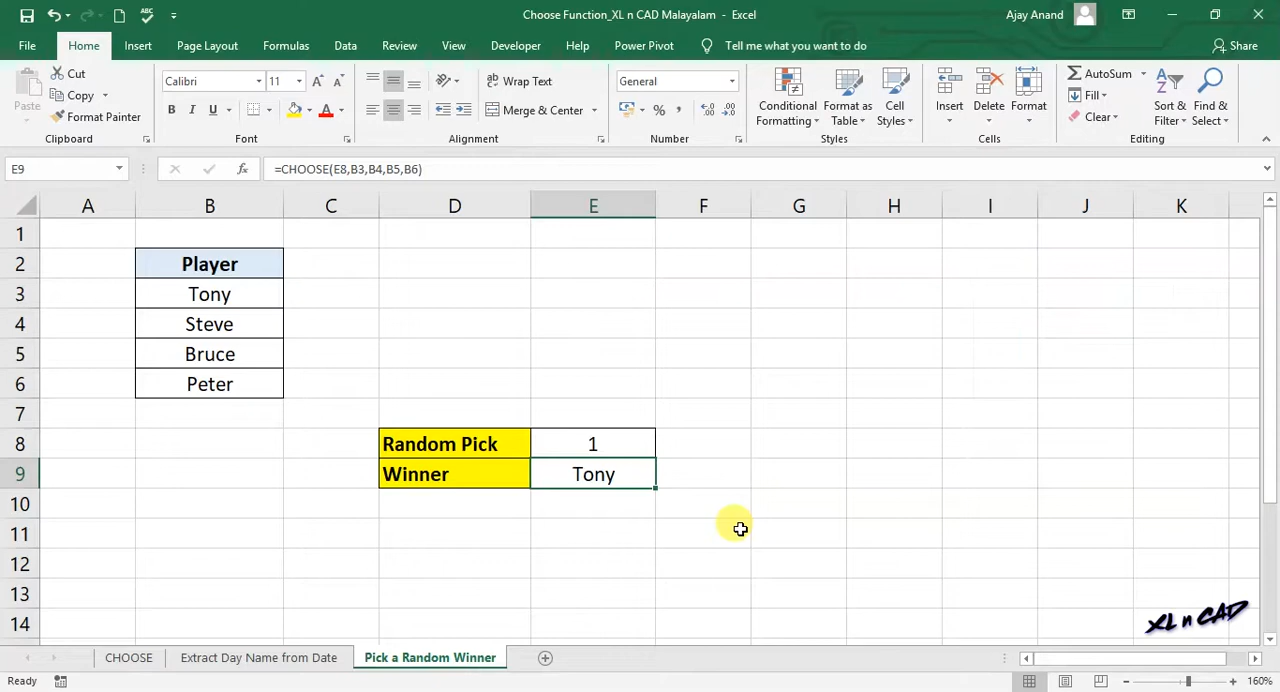 Choose Function_XL n CAD Malayalam - Excel
Ajay Anand
File Home Insert Page Layout Formulas Data Review View Developer Help Power Pivot Tell me what you want to do Share
Paste
Cut
Copy
Format Painter
Clipboard
Calibri 11
B I U
Font
Wrap Text
Merge & Center
Alignment
General
Number
Conditional Formatting
Format as Table
Cell Styles
Styles
Insert
Delete
Format
Cells
AutoSum
Fill
Clear
Sort & Filter
Find & Select
Editing
E9 fx =CHOOSE(E8,B3,B4,B5,B6)
A B C D E F G H I J K
1
2 Player
3 Tony
4 Steve
5 Bruce
6 Peter
7
8 Random Pick 1
9 Winner Tony
10
11
12
13
14
XL n CAD
CHOOSE Extract Day Name from Date Pick a Random Winner
Ready 160%